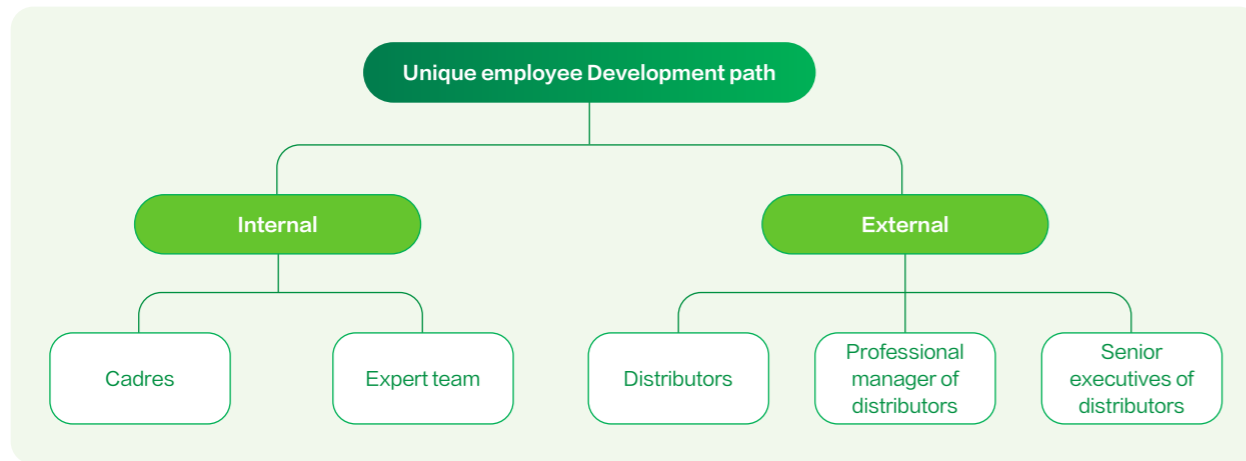 Unique employee Development path
Internal
External
Cadres
Expert team
Distributors
Professional
manager of
distributors
Senior
executives of
distributors